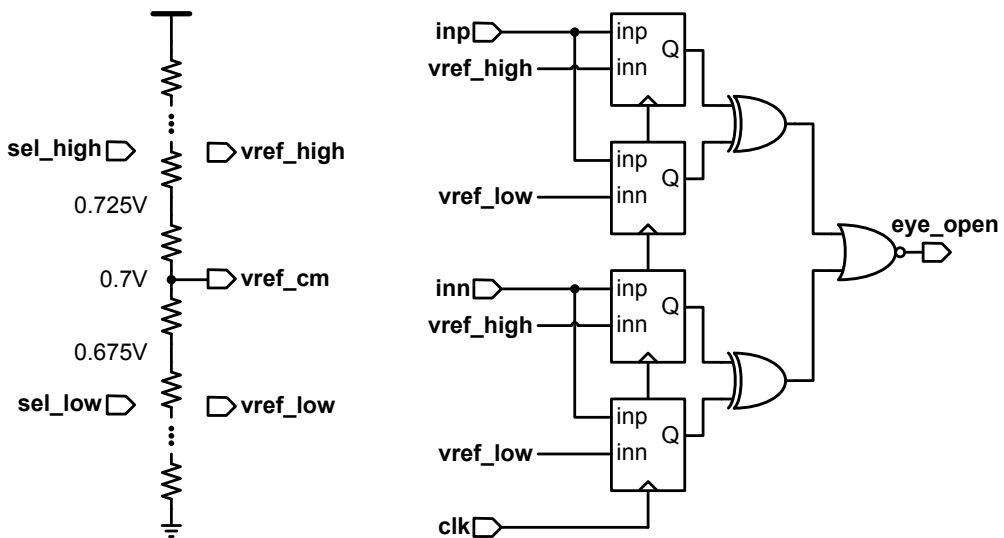 sel_high
vref_high
0.725V
0.7V
vref_cm
0.675V
sel_low
vref_low
inp
vref_high
inp
inn
Q
vref_low
inp
inn
Q
inn
vref_high
inp
inn
Q
vref_low
inp
inn
Q
clk
eye_open